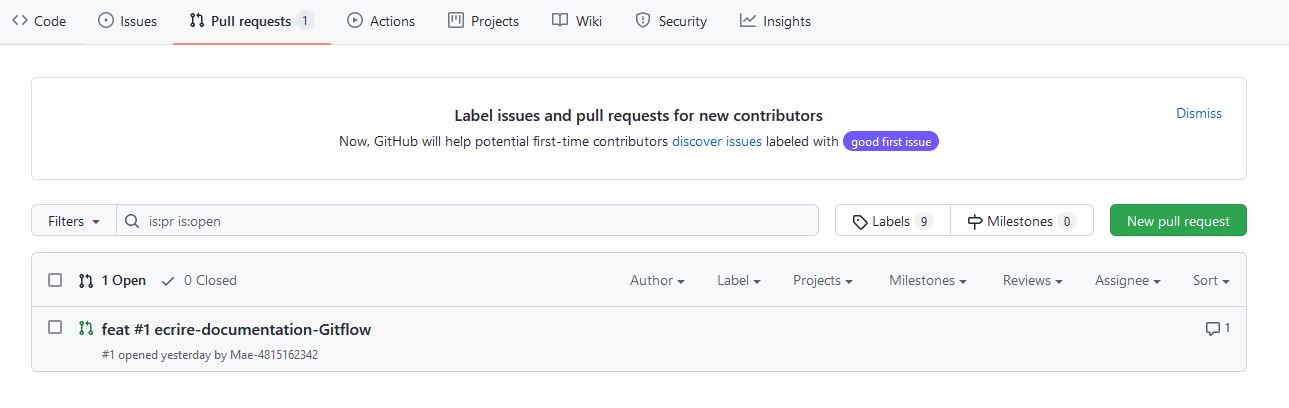 Code Issues Pull requests 1 Actions Projects Wiki Security Insights
Label issues and pull requests for new contributors Dismiss
Now, GitHub will help potential first-time contributors discover issues labeled with good first issue
Filters is:pr is:open Labels 9 Milestones 0 New pull request
1 Open 0 Closed Author Label Projects Milestones Reviews Assignee Sort
feat #1 ecrire-documentation-Gitflow 1
#1 opened yesterday by Mae-4815162342